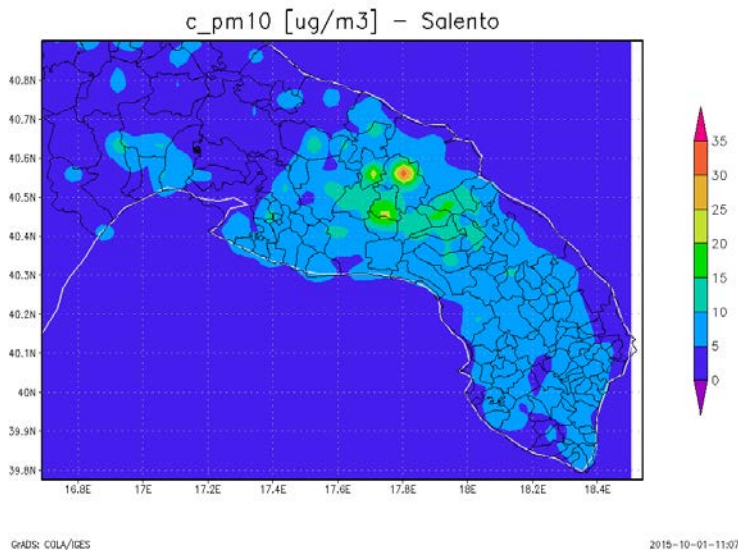 c_pm10 [ug/m3] − Salento
40.9N
40.8N
40.7N
40.6N
40.5N
40.4N
40.3N
40.2N
40.1N
40N
39.9N
39.8N
16.8E 17E 17.2E 17.4E 17.6E 17.8E 18E 18.2E 18.4E
35
30
25
20
15
10
5
0
GrADS: COLA/IGES
2015−10−01−11:07